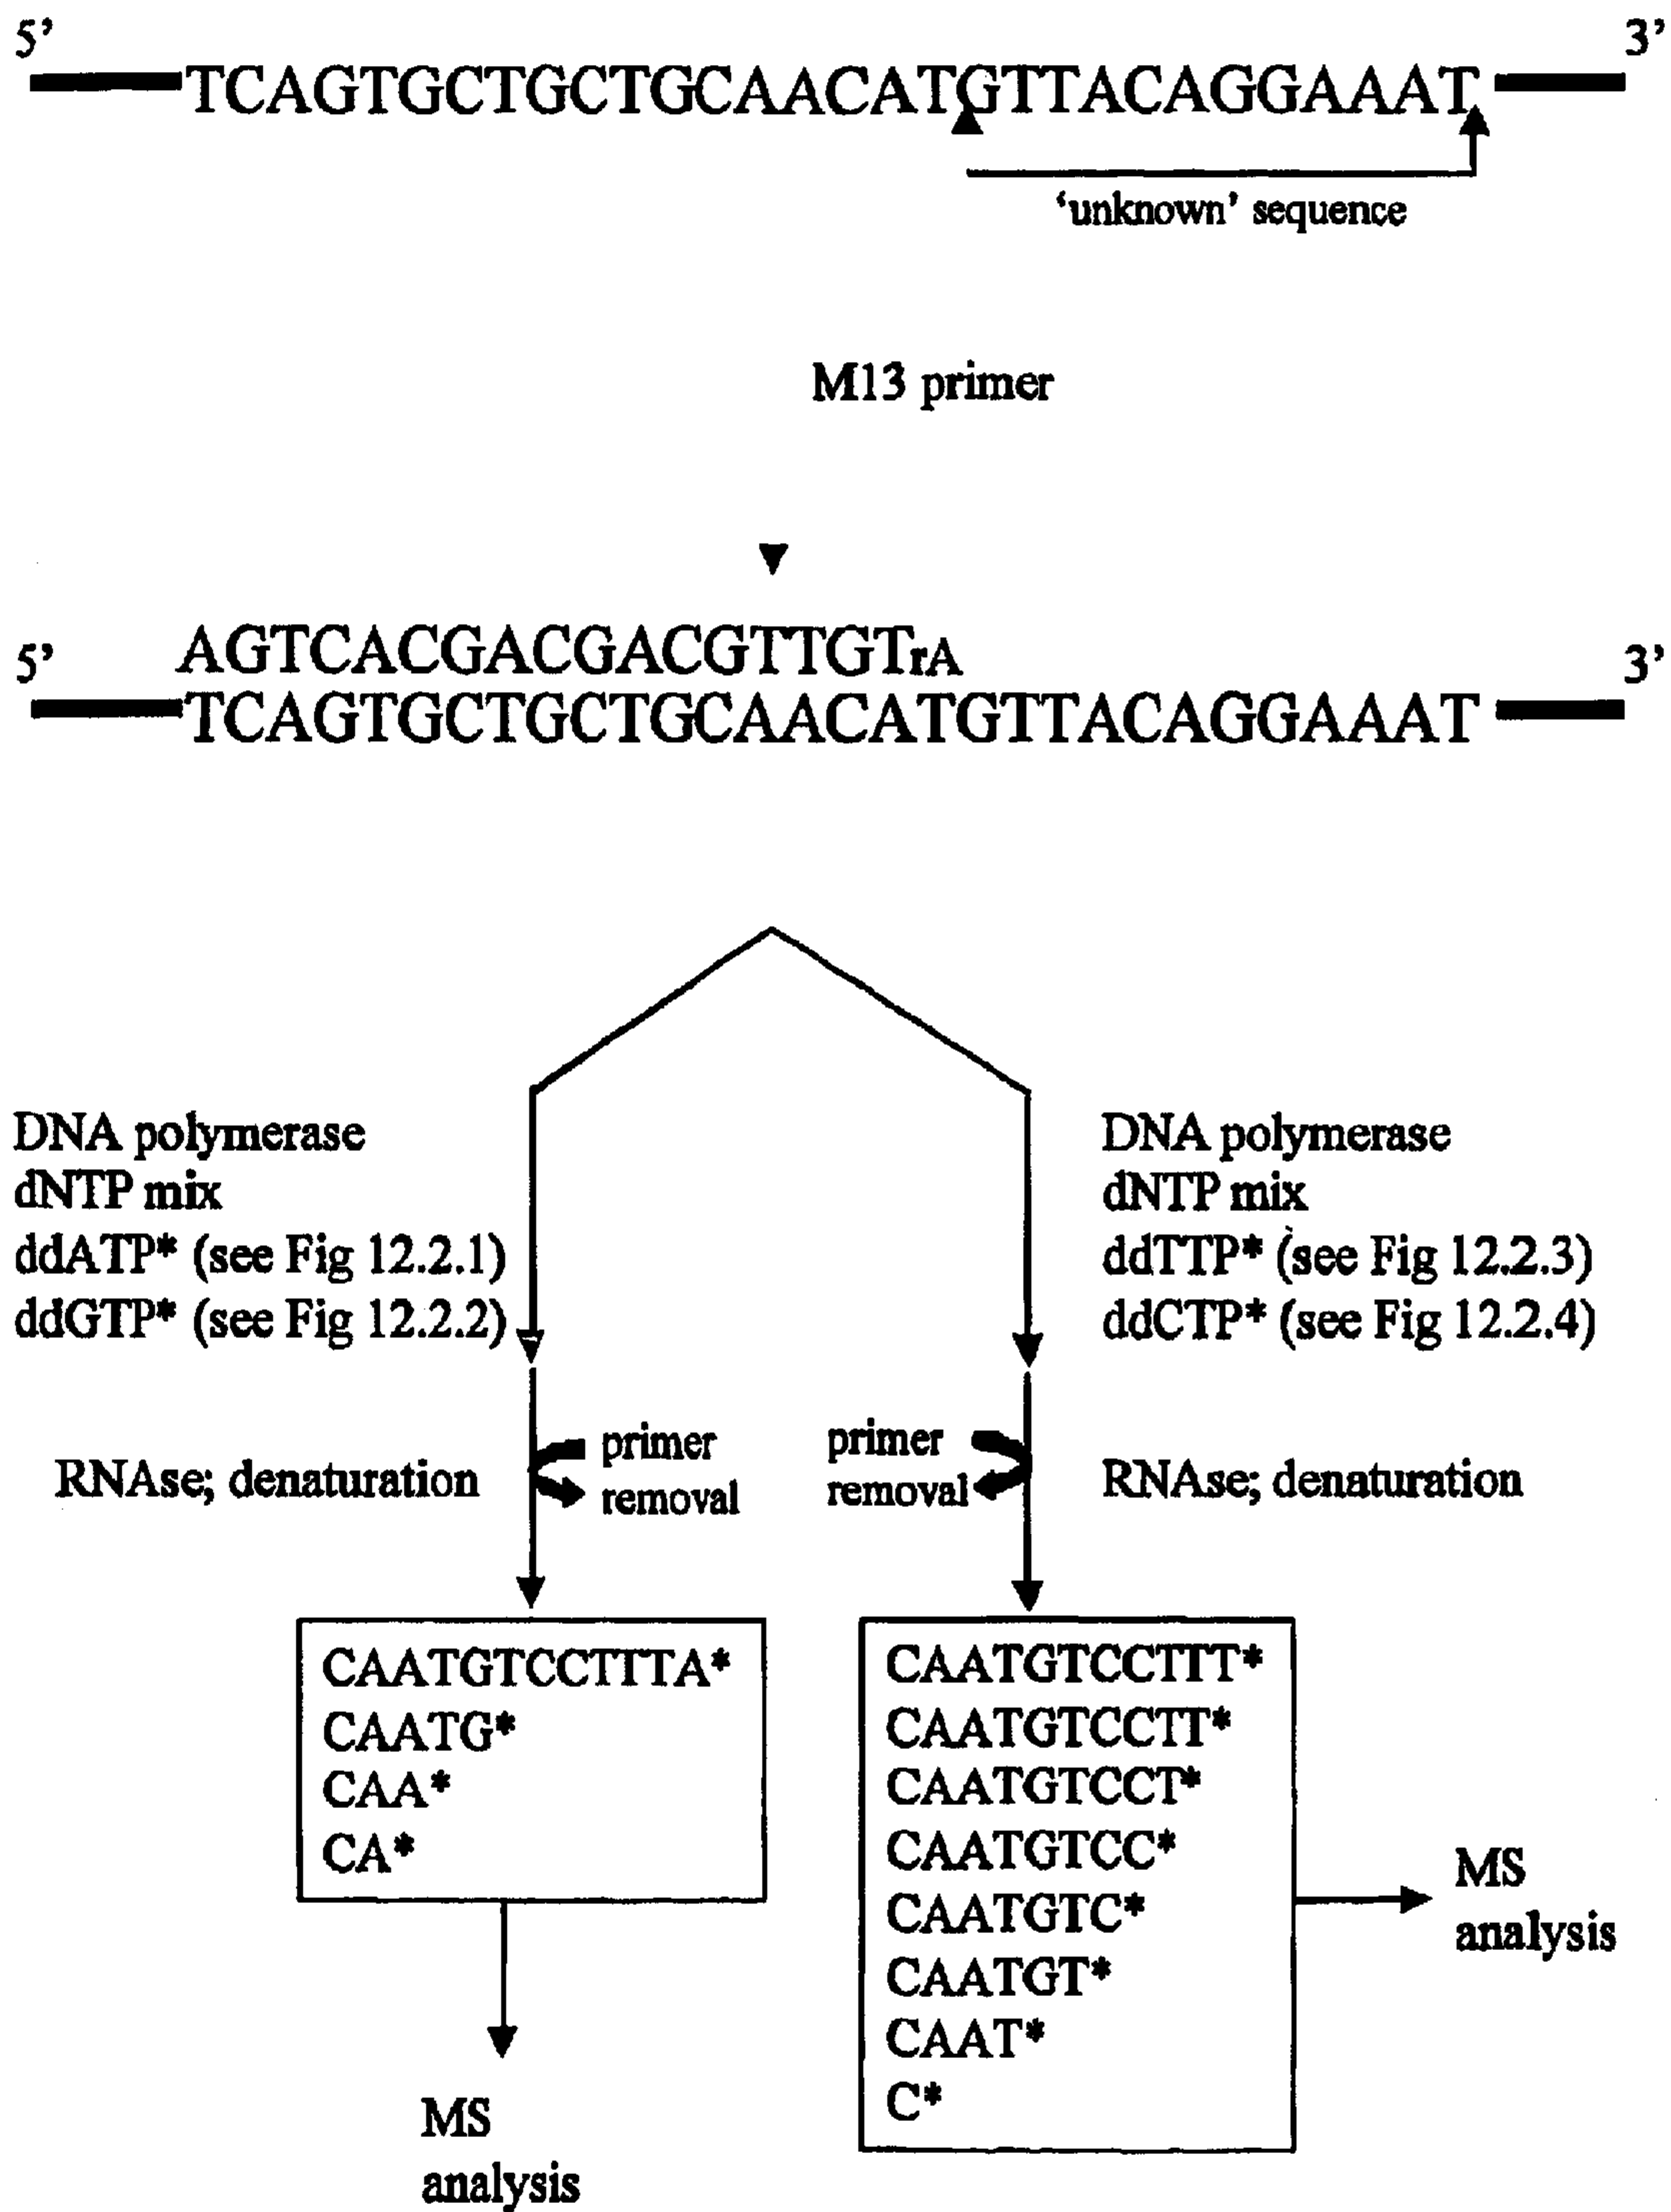 5’ 3’
TCAGTGCTGCTGCAACATGTTACAGGAAAT
‘unknown’ sequence
M13 primer
AGTCACGACGACGTTGTrA
5’ 3’
TCAGTGCTGCTGCAACATGTTACAGGAAAT
DNA polymerase
dNTP mix
ddATP* (see Fig 12.2.1)
ddGTP* (see Fig 12.2.2)
DNA polymerase
dNTP mix
ddTTP* (see Fig 12.2.3)
ddCTP* (see Fig 12.2.4)
RNAse; denaturation
primer
removal
primer
removal
RNAse; denaturation
CAATGTCCTTTA*
CAATG*
CAA*
CA*
MS
analysis
CAATGTCCTTT*
CAATGTCCTT*
CAATGTCCT*
CAATGTCC*
CAATGTC*
CAATGT*
CAAT*
C*
MS
analysis